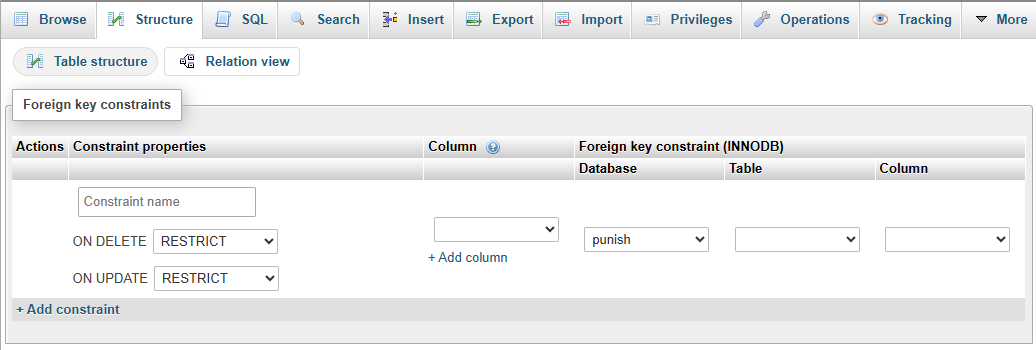 Browse Structure SQL Search Insert Export Import Privileges Operations Tracking More
Table structure Relation view
Foreign key constraints
Actions Constraint properties Column Foreign key constraint (INNODB)
Database Table Column
Constraint name
ON DELETE RESTRICT
punish
+ Add column
ON UPDATE RESTRICT
+ Add constraint